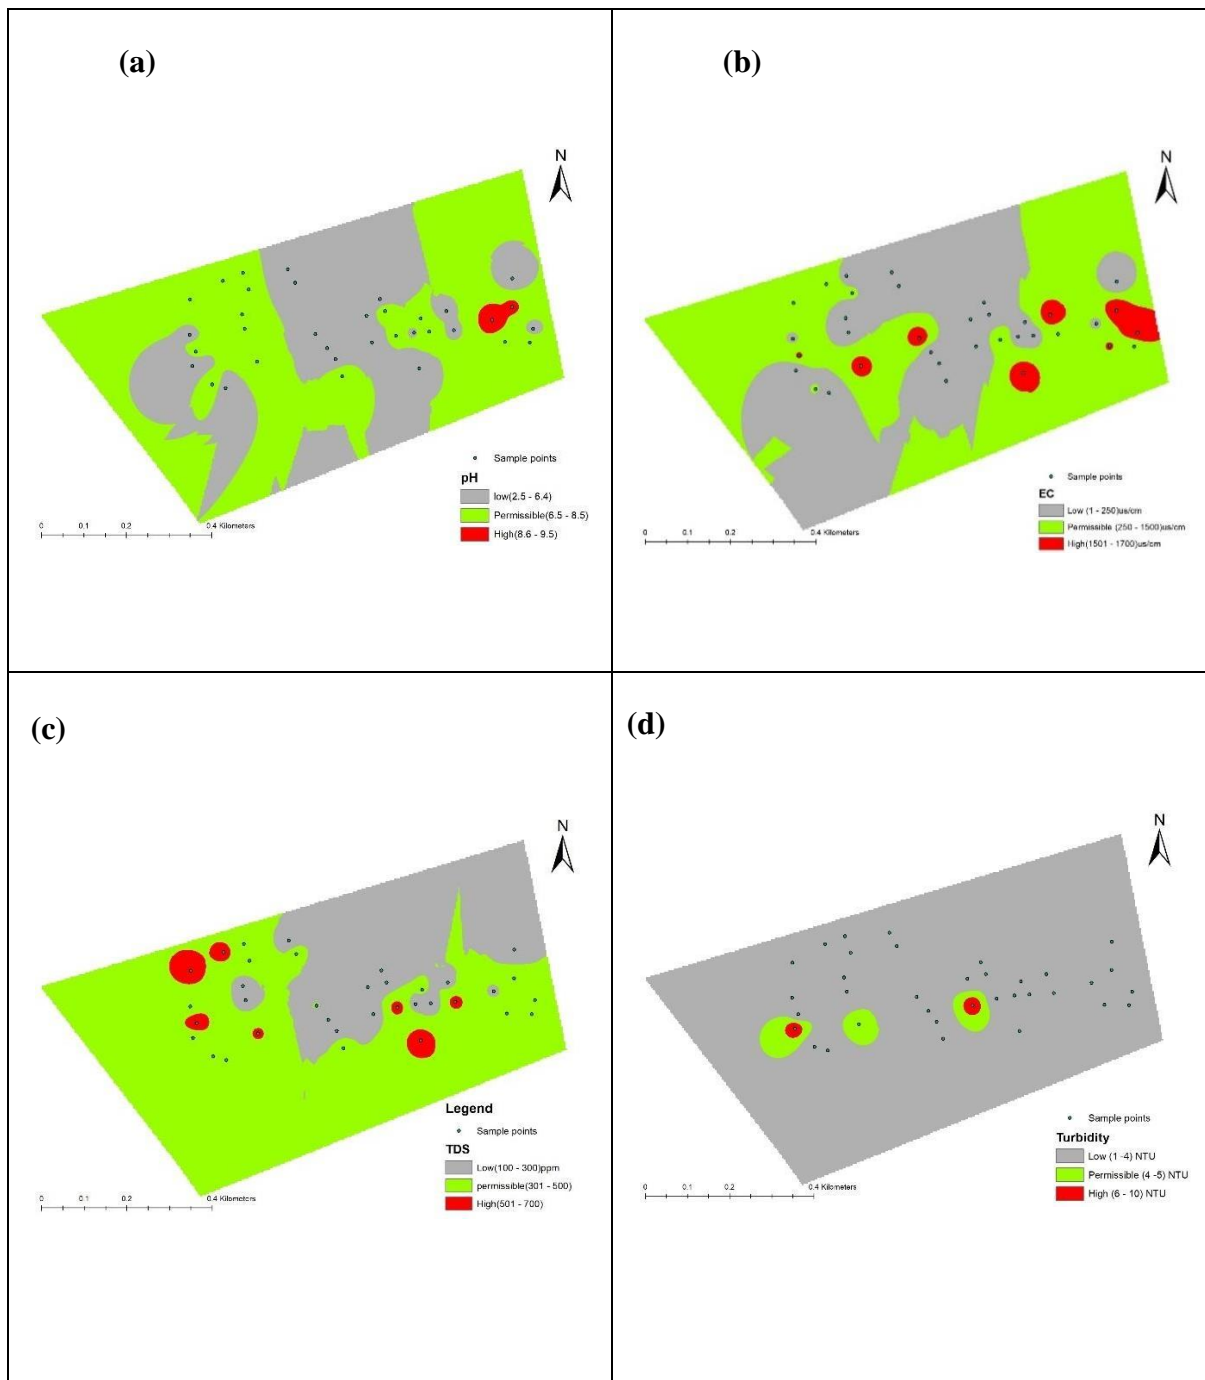 (a)
N
Sample points
pH
low(2.5 - 6.4)
Permissible(6.5 - 8.5)
High(8.6 - 9.5)
0 0.1 0.2 0.4 Kilometers
(b)
N
Sample points
EC
Low (1 - 250)us/cm
Permissible (250 - 1500)us/cm
High(1501 - 1700)us/cm
0 0.1 0.2 0.4 Kilometers
(c)
N
Legend
Sample points
TDS
Low(100 - 300)ppm
permissible(301 - 500)
High(501 - 700)
0 0.1 0.2 0.4 Kilometers
(d)
N
Sample points
Turbidity
Low (1 -4) NTU
Permissible (4 -5) NTU
High (6 - 10) NTU
0 0.1 0.2 0.4 Kilometers